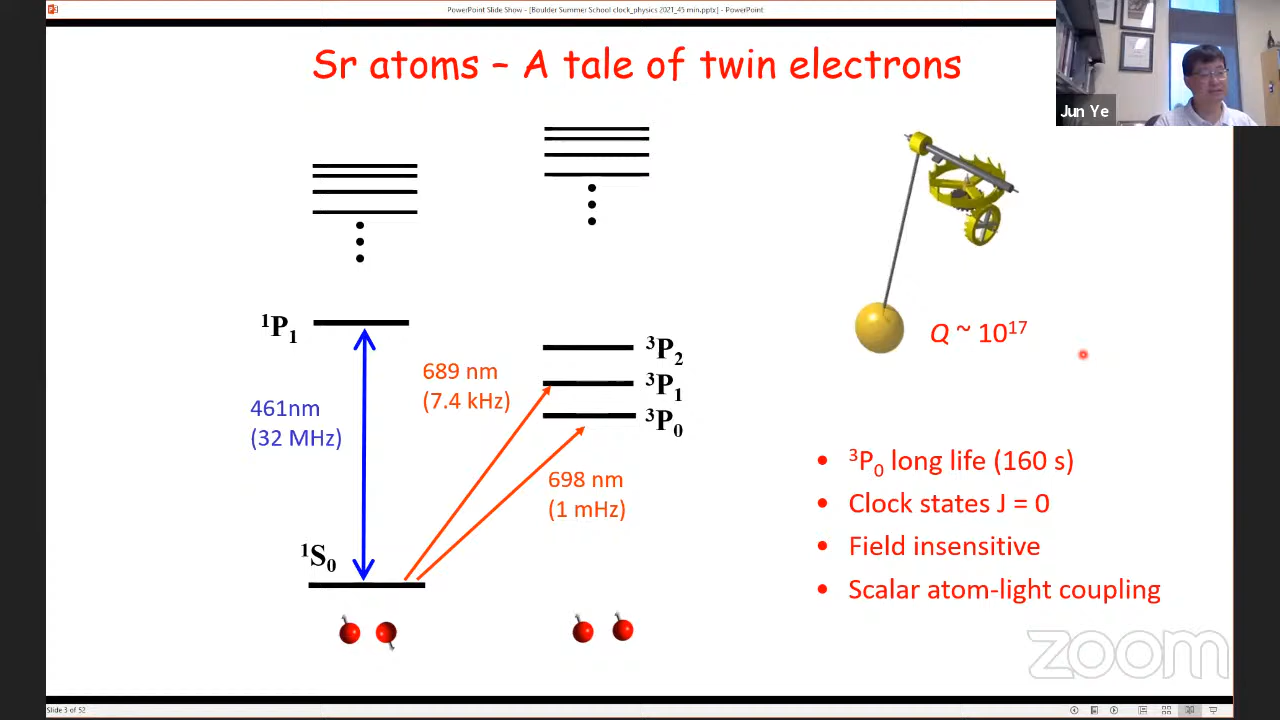 PowerPoint Slide Show - [Boulder Summer School clock_physics 2021_45 min.pptx] - PowerPoint
Sr atoms – A tale of twin electrons
Jun Ye
¹P₁
461nm
(32 MHz)
¹S₀
689 nm
(7.4 kHz)
³P₂
³P₁
³P₀
698 nm
(1 mHz)
Q ~ 10¹⁷
• ³P₀ long life (160 s)
• Clock states J = 0
• Field insensitive
• Scalar atom-light coupling
zoom
Slide 3 of 52